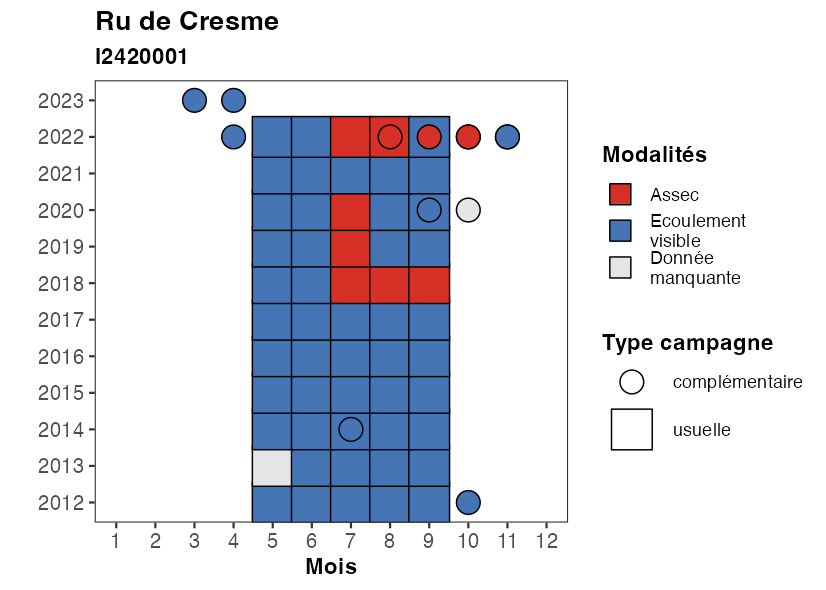 Ru de Cresme
I2420001
2023
2022
2021
2020
2019
2018
2017
2016
2015
2014
2013
2012
1 2 3 4 5 6 7 8 9 10 11 12
Mois
Modalités
Assec
Ecoulement
visible
Donnée
manquante
Type campagne
complémentaire
usuelle